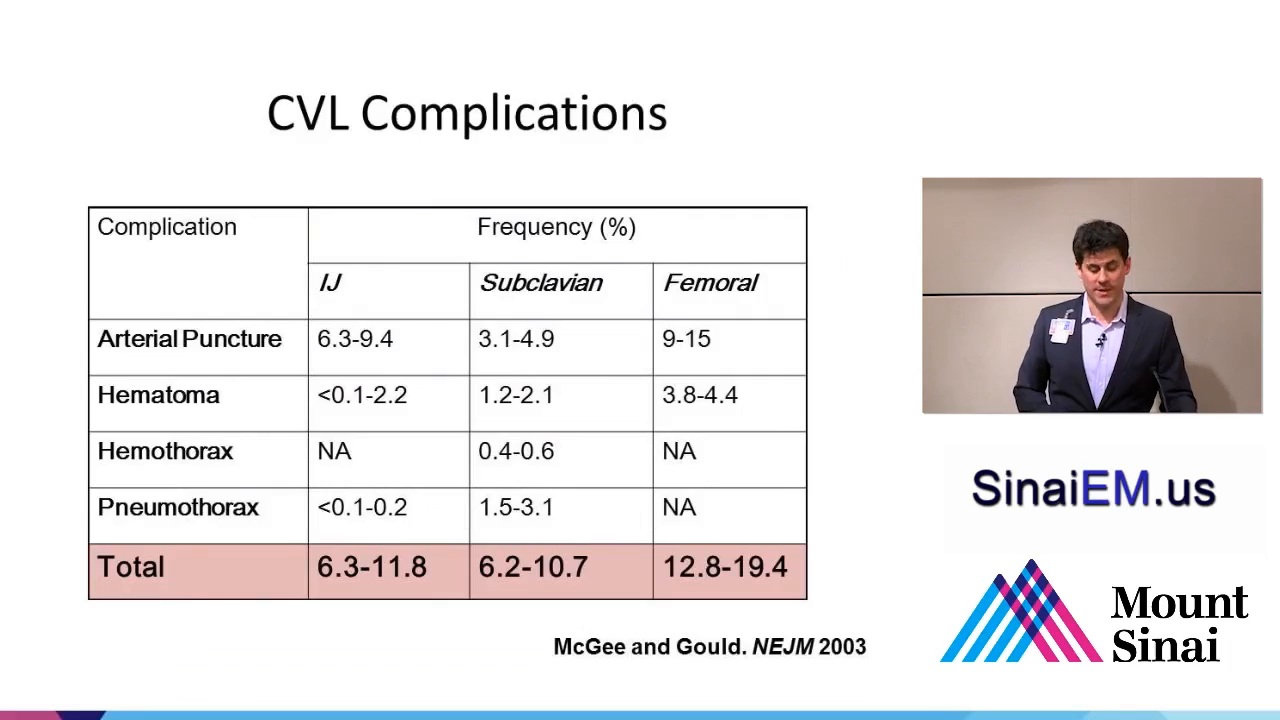 CVL Complications
Complication Frequency (%)
IJ Subclavian Femoral
Arterial Puncture 6.3-9.4 3.1-4.9 9-15
Hematoma <0.1-2.2 1.2-2.1 3.8-4.4
Hemothorax NA 0.4-0.6 NA
Pneumothorax <0.1-0.2 1.5-3.1 NA
Total 6.3-11.8 6.2-10.7 12.8-19.4
McGee and Gould. NEJM 2003
SinaiEM.us
Mount
Sinai